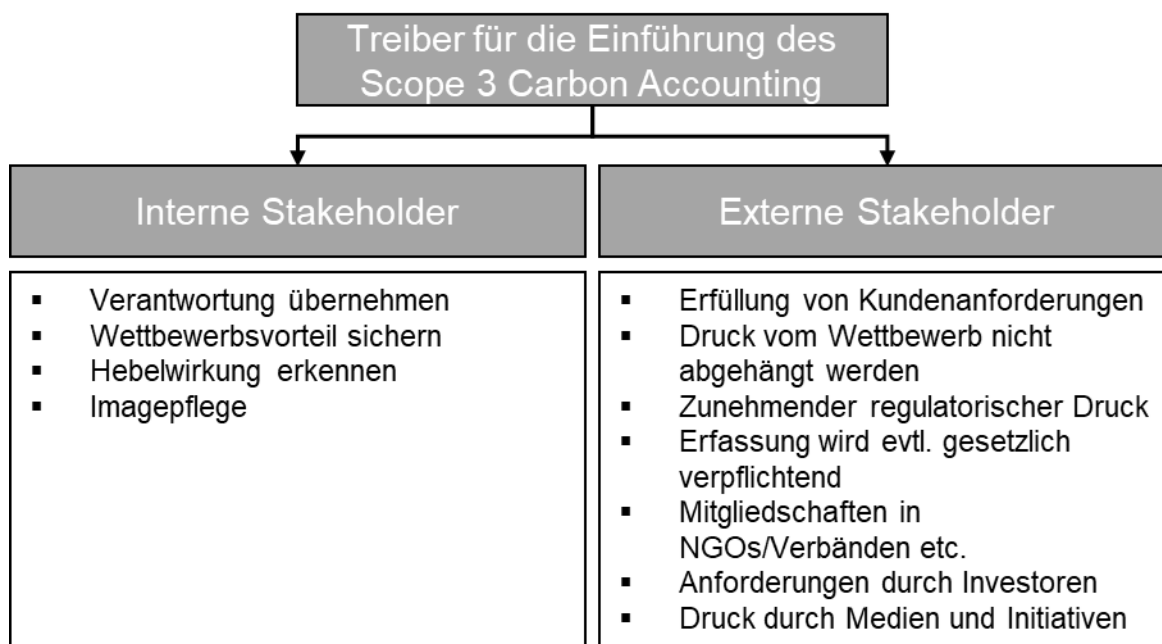 Treiber für die Einführung des
Scope 3 Carbon Accounting
Interne Stakeholder
▪ Verantwortung übernehmen
▪ Wettbewerbsvorteil sichern
▪ Hebelwirkung erkennen
▪ Imagepflege
Externe Stakeholder
▪ Erfüllung von Kundenanforderungen
▪ Druck vom Wettbewerb nicht
abgehängt werden
▪ Zunehmender regulatorischer Druck
▪ Erfassung wird evtl. gesetzlich
verpflichtend
▪ Mitgliedschaften in
NGOs/Verbänden etc.
▪ Anforderungen durch Investoren
▪ Druck durch Medien und Initiativen